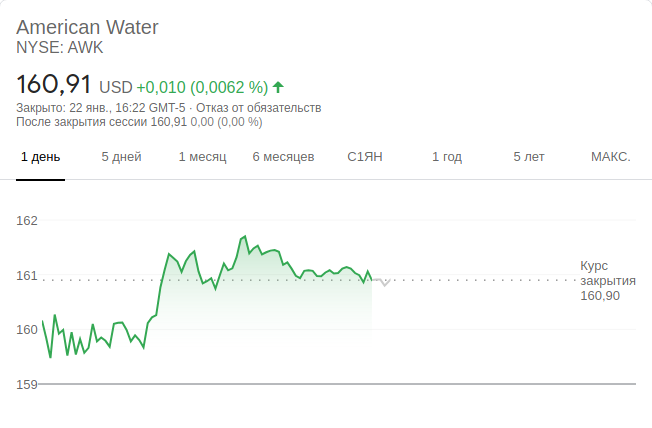 American Water
NYSE: AWK
160,91 USD +0,010 (0,0062 %)
Закрыто: 22 янв., 16:22 GMT-5 · Отказ от обязательств
После закрытия сессии 160,91 0,00 (0,00 %)
1 день 5 дней 1 месяц 6 месяцев С1ЯН 1 год 5 лет МАКС.
162
161
160
159
Курс
закрытия
160,90